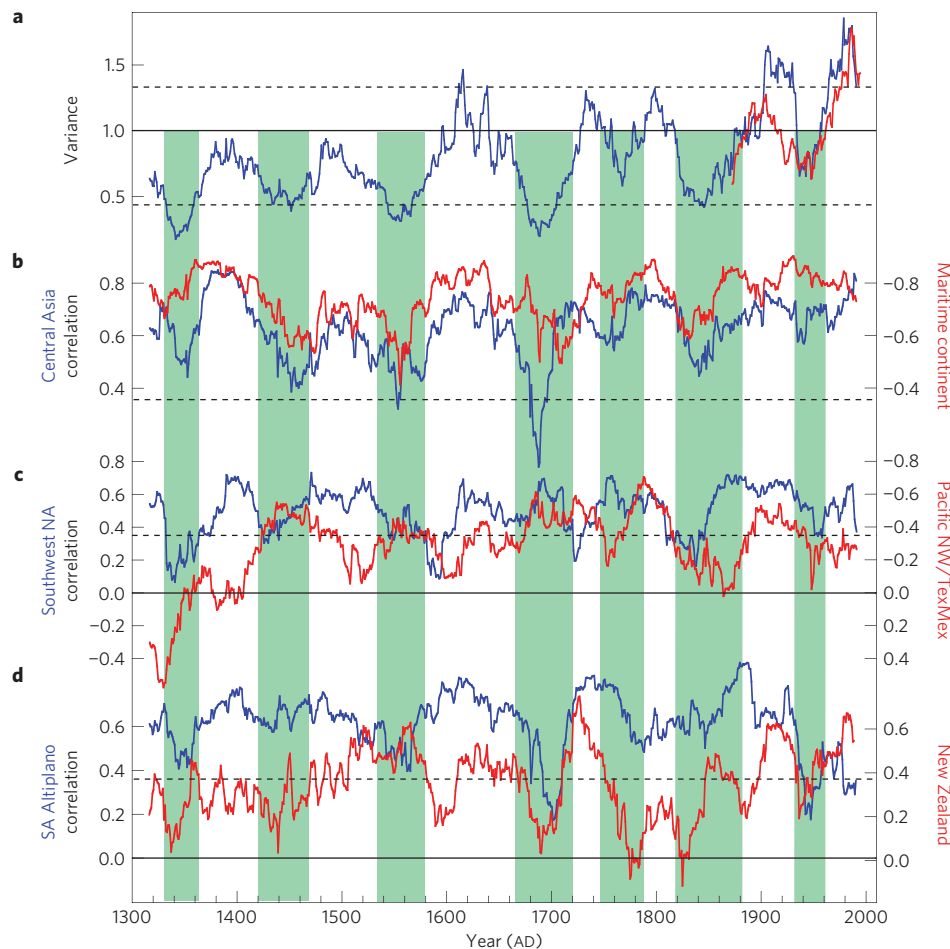 a
1.5
1.0
0.5
Variance
b
0.8
0.6
0.4
Central Asia
correlation
−0.8
−0.6
−0.4
Maritime continent
c
0.8
0.6
0.4
0.2
0.0
−0.2
−0.4
Southwest NA
correlation
−0.8
−0.6
−0.4
−0.2
0.0
0.2
0.4
Pacific NW/TexMex
d
0.6
0.4
0.2
0.0
SA Altiplano
correlation
0.6
0.4
0.2
0.0
New Zealand
1300 1400 1500 1600 1700 1800 1900 2000
Year (AD)